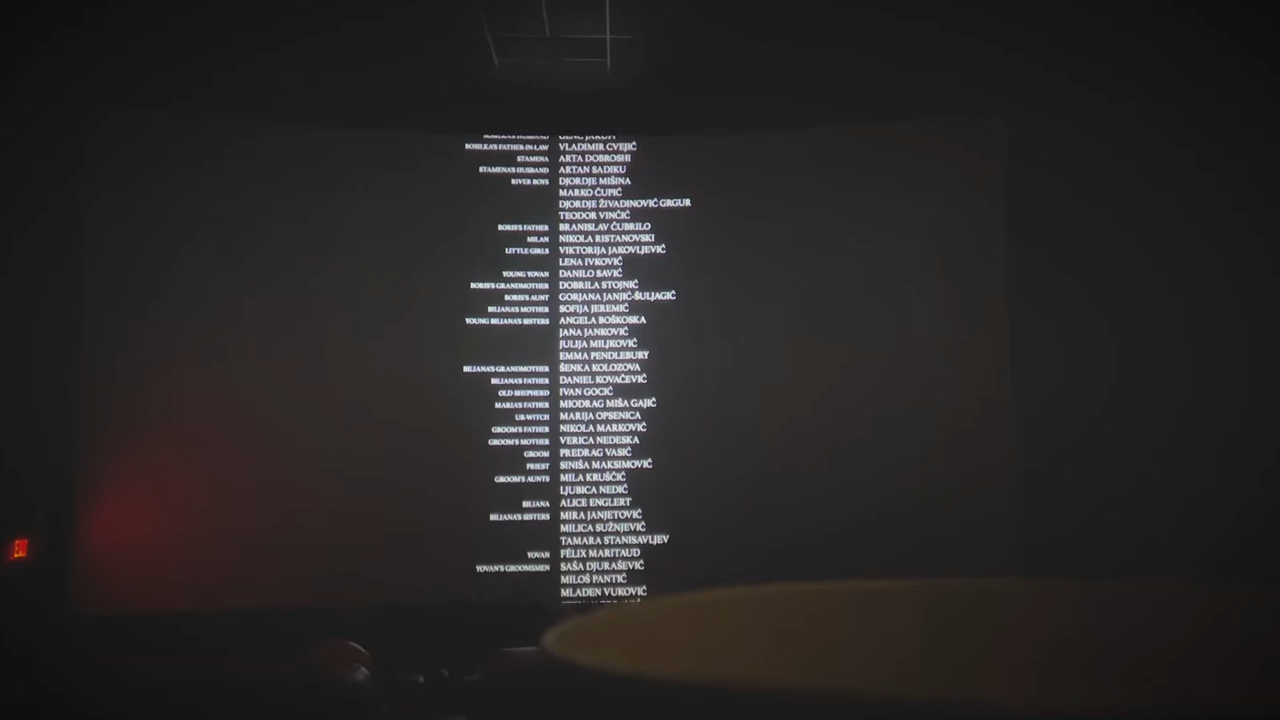 BOSILKA'S HUSBAND GENC JAKUPI
BOSILKA'S FATHER-IN-LAW VLADIMIR CVEJIĆ
STAMENA ARTA DOBROSHI
STAMENA'S HUSBAND ARTAN SADIKU
RIVER BOYS DJORDJE MIŠINA
MARKO ČUPIĆ
DJORDJE ŽIVADINOVIĆ GRGUR
TEODOR VINČIĆ
BORIS'S FATHER BRANISLAV ČUBRILO
MILAN NIKOLA RISTANOVSKI
LITTLE GIRLS VIKTORIJA JAKOVLJEVIĆ
LENA IVKOVIĆ
YOUNG YOVAN DANILO SAVIĆ
BORIS'S GRANDMOTHER DOBRILA STOJNIĆ
BORIS'S AUNT GORJANA JANJIĆ-ŠULJAGIĆ
BILJANA'S MOTHER SOFIJA JEREMIĆ
YOUNG BILJANA'S SISTERS ANGELA BOŠKOSKA
JANA JANKOVIĆ
JULIJA MILJKOVIĆ
EMMA PENDLEBURY
BILJANA'S GRANDMOTHER ŠENKA KOLOZOVA
BILJANA'S FATHER DANIEL KOVAČEVIĆ
OLD SHEPHERD IVAN GOCIĆ
MARIA'S FATHER MIODRAG MIŠA GAJIĆ
UR-WITCH MARIJA OPSENICA
GROOM'S FATHER NIKOLA MARKOVIĆ
GROOM'S MOTHER VERICA NEDESKA
GROOM PREDRAG VASIĆ
PRIEST SINIŠA MAKSIMOVIĆ
GROOM'S AUNTS MILA KRUŠČIĆ
LJUBICA NEDIĆ
BILJANA ALICE ENGLERT
BILJANA'S SISTERS MIRA JANJETOVIĆ
MILICA SUŽNJEVIĆ
TAMARA STANISAVLJEV
YOVAN FÉLIX MARITAUD
YOVAN'S GROOMSMEN SAŠA DJURAŠEVIĆ
MILOŠ PANTIĆ
MLADEN VUKOVIĆ
EXIT